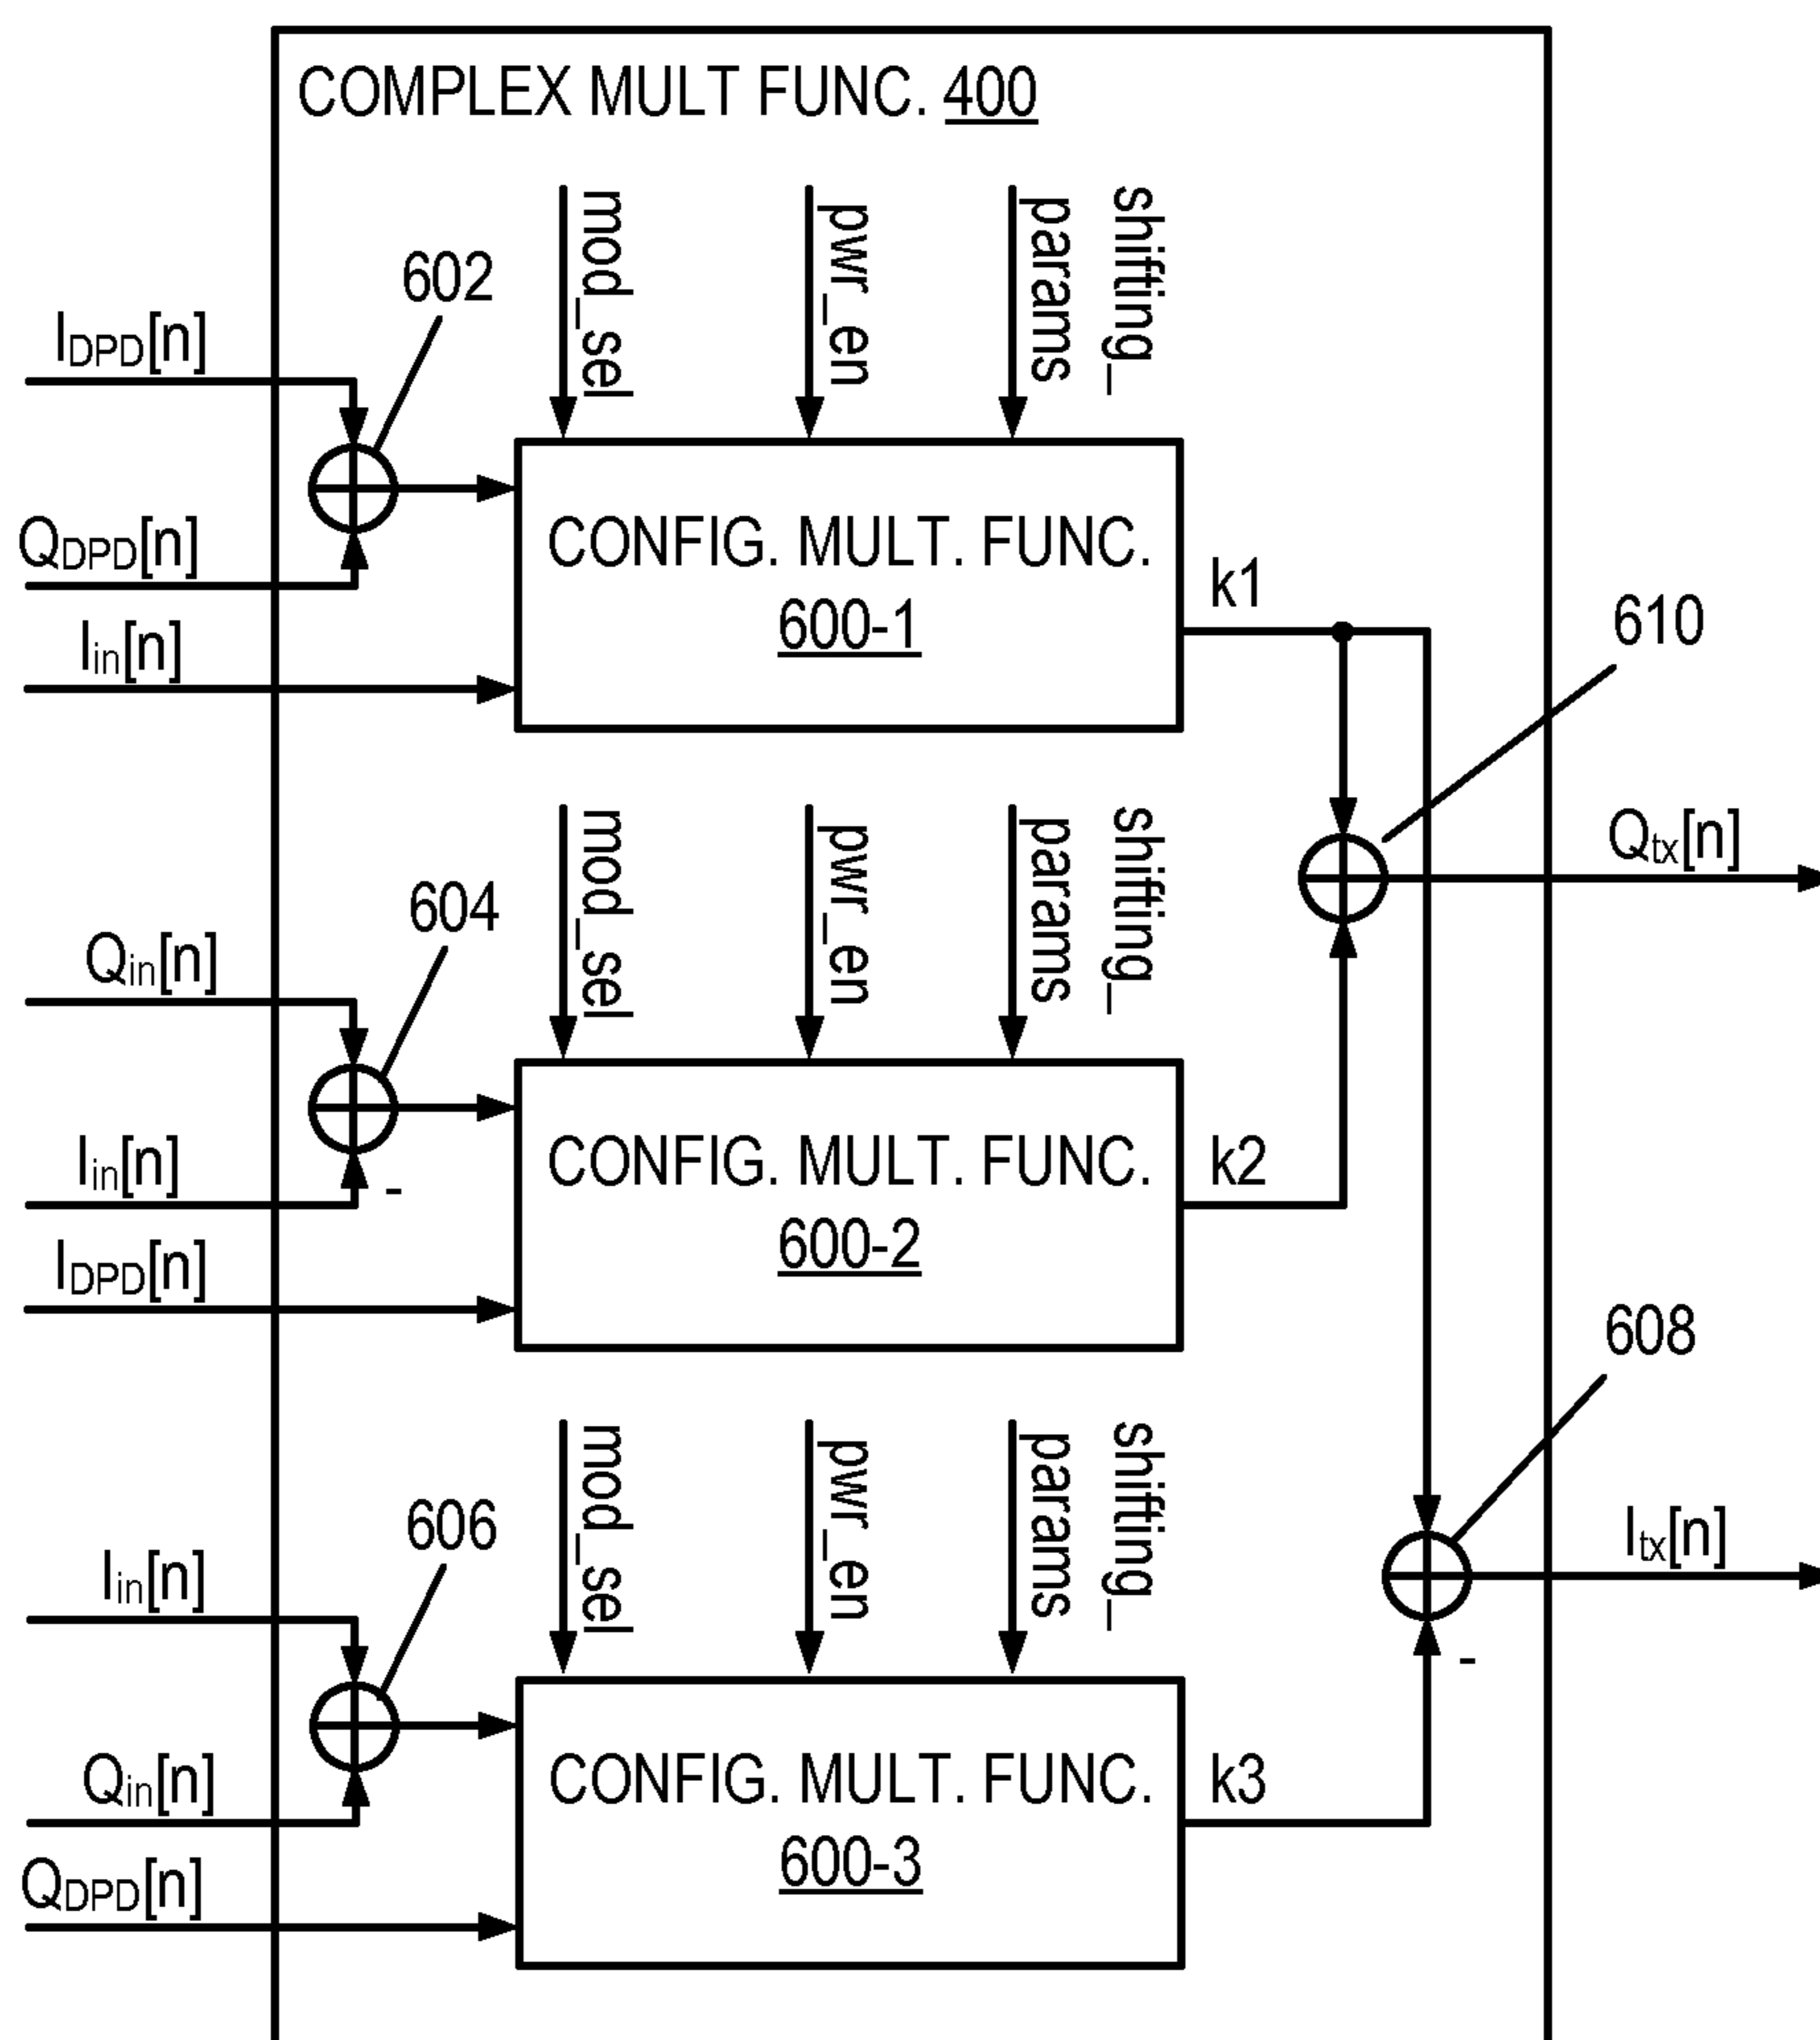 COMPLEX MULT FUNC. 400
mod_sel
pwr_en
shifting_
params
602
IDPD[n]
QDPD[n]
Iin[n]
CONFIG. MULT. FUNC.
600-1
k1
610
mod_sel
pwr_en
shifting_
params
604
Qin[n]
Iin[n]
-
IDPD[n]
CONFIG. MULT. FUNC.
600-2
k2
Qtx[n]
608
mod_sel
pwr_en
shifting_
params
606
Iin[n]
Qin[n]
QDPD[n]
CONFIG. MULT. FUNC.
600-3
k3
-
Itx[n]